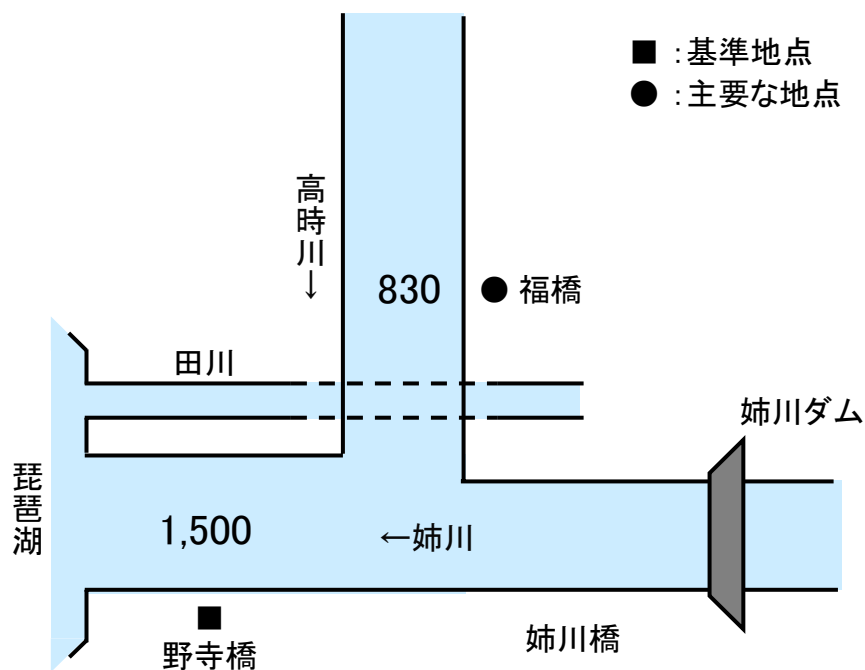 ■ :基準地点
● :主要な地点
高時川↓
830
● 福橋
田川
姉川ダム
琵琶湖
1,500
←姉川
■
野寺橋
姉川橋